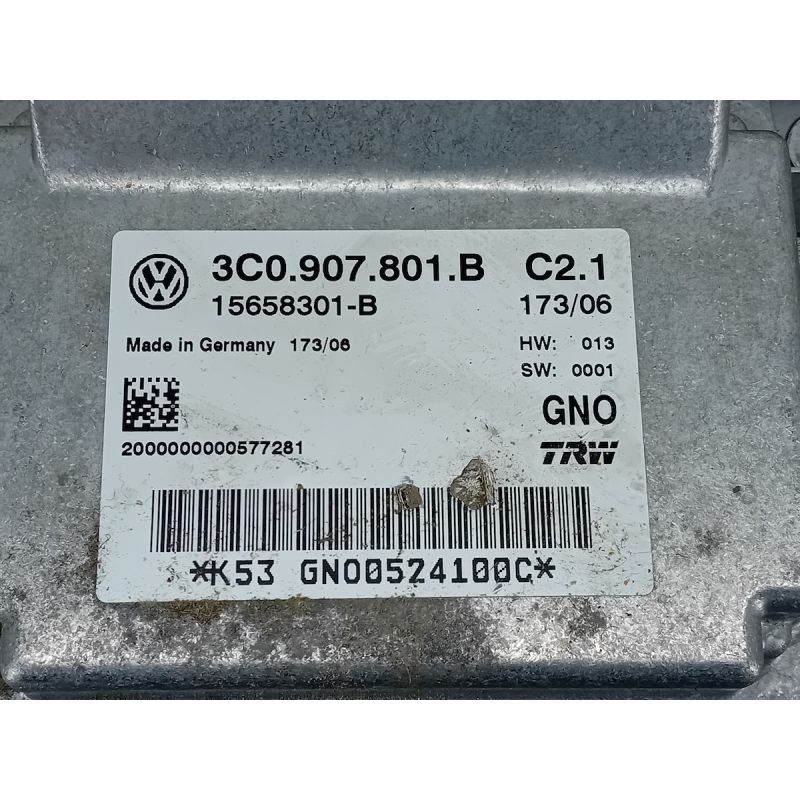 3C0.907.801.B C2.1
15658301-B 173/06
Made in Germany 173/06 HW: 013
SW: 0001
GNO
2000000000577281 TRW
*K53 GNO0524100C*